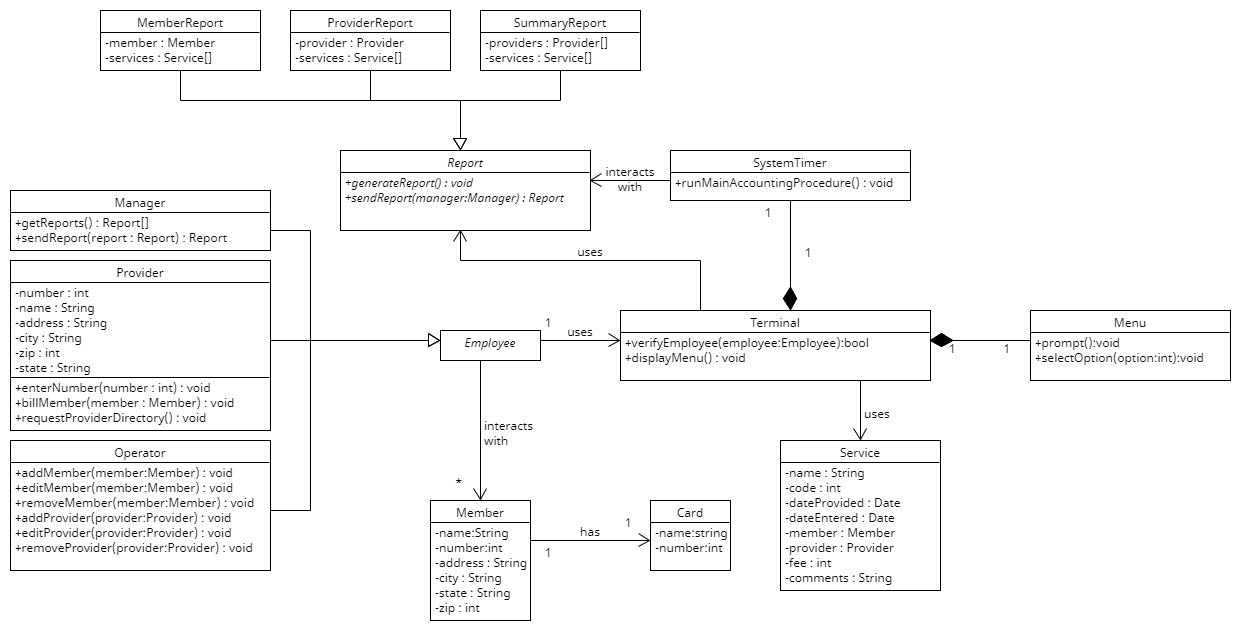 MemberReport
-member : Member
-services : Service[]
ProviderReport
-provider : Provider
-services : Service[]
SummaryReport
-providers : Provider[]
-services : Service[]
Report
+generateReport() : void
+sendReport(manager:Manager) : Report
interacts
with
SystemTimer
+runMainAccountingProcedure() : void
1
1
Manager
+getReports() : Report[]
+sendReport(report : Report) : Report
uses
Provider
-number : int
-name : String
-address : String
-city : String
-zip : int
-state : String
+enterNumber(number : int) : void
+billMember(member : Member) : void
+requestProviderDirectory() : void
Employee
1
uses
Terminal
+verifyEmployee(employee:Employee):bool
+displayMenu() : void
1
1
Menu
+prompt():void
+selectOption(option:int):void
Operator
+addMember(member:Member) : void
+editMember(member:Member) : void
+removeMember(member:Member) : void
+addProvider(provider:Provider) : void
+editProvider(provider:Provider) : void
+removeProvider(provider:Provider) : void
interacts
with
*
uses
Member
-name:String
-number:int
-address : String
-city : String
-state : String
-zip : int
has
1
1
Card
-name:string
-number:int
Service
-name : String
-code : int
-dateProvided : Date
-dateEntered : Date
-member : Member
-provider : Provider
-fee : int
-comments : String